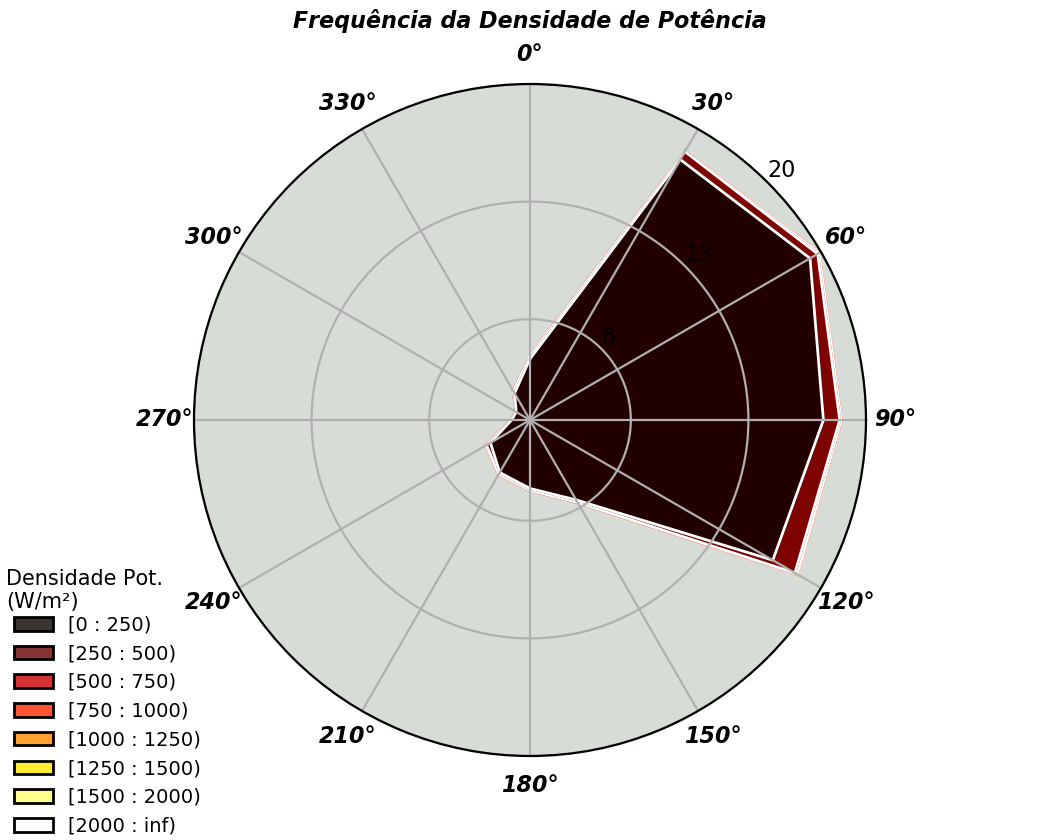 Frequência da Densidade de Potência
0°
330°
30°
20
300°
60°
13
6
270°
90°
240°
120°
210°
150°
180°
Densidade Pot.
(W/m²)
[0 : 250)
[250 : 500)
[500 : 750)
[750 : 1000)
[1000 : 1250)
[1250 : 1500)
[1500 : 2000)
[2000 : inf)